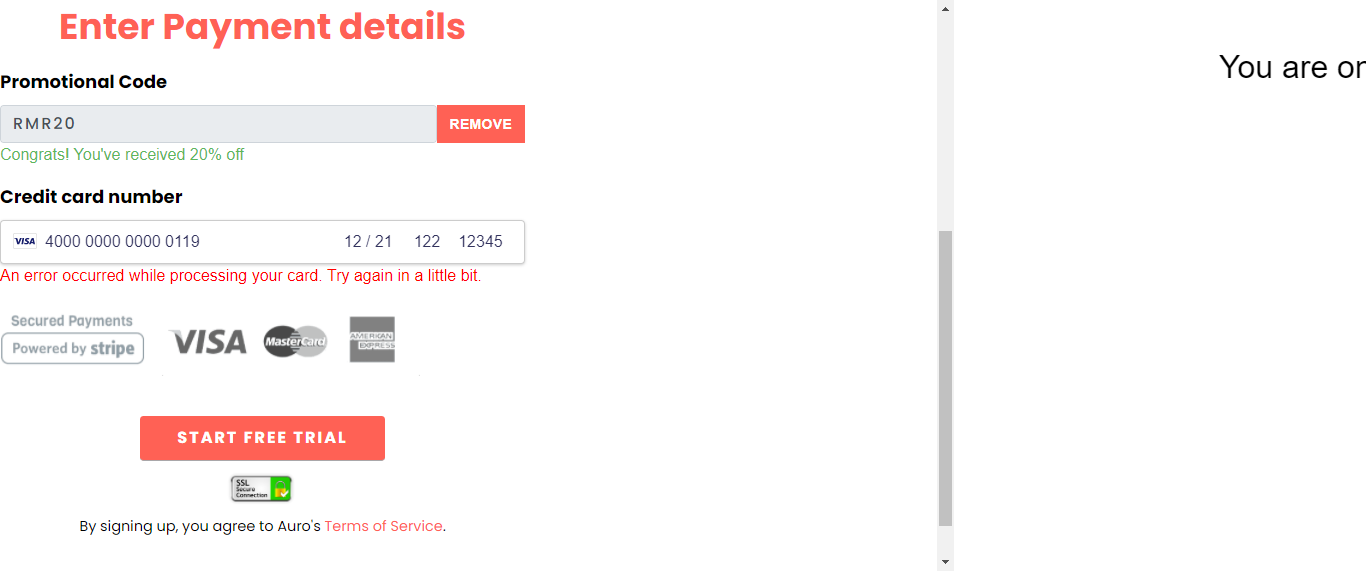 Enter Payment details
You are or
Promotional Code
RMR20
REMOVE
Congrats! You've received 20% off
Credit card number
VISA 4000 0000 0000 0119 12 / 21 122 12345
An error occurred while processing your card. Try again in a little bit.
Secured Payments
Powered by stripe
VISA
MasterCard
AMERICAN
EXPRESS
START FREE TRIAL
SSL
Secure
Connection
By signing up, you agree to Auro's Terms of Service.